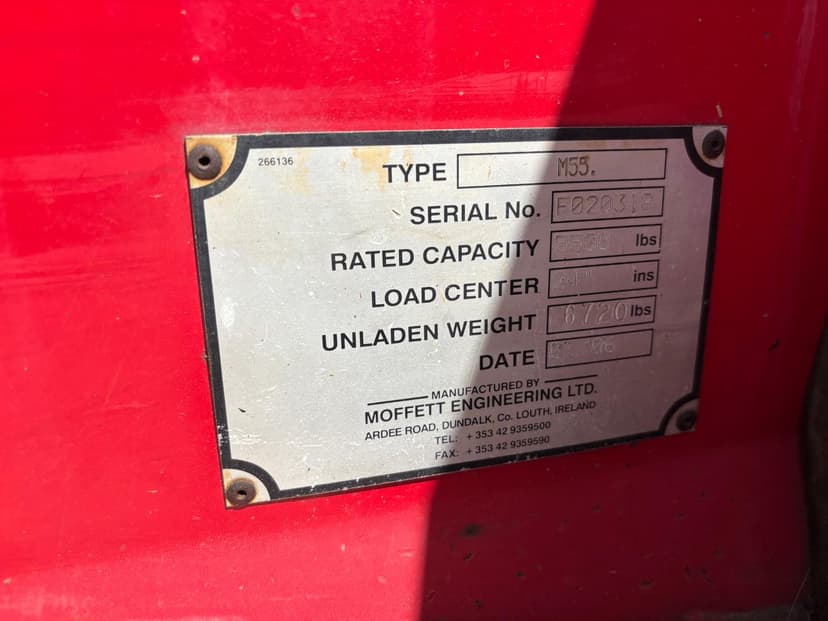 266136
TYPE M55.
SERIAL No.
RATED CAPACITY lbs
LOAD CENTER ins
UNLADEN WEIGHT 6720 lbs
DATE
MANUFACTURED BY
MOFFETT ENGINEERING LTD.
ARDEE ROAD, DUNDALK, Co. LOUTH, IRELAND
TEL: +353 42 9359500
FAX: +353 42 9359590